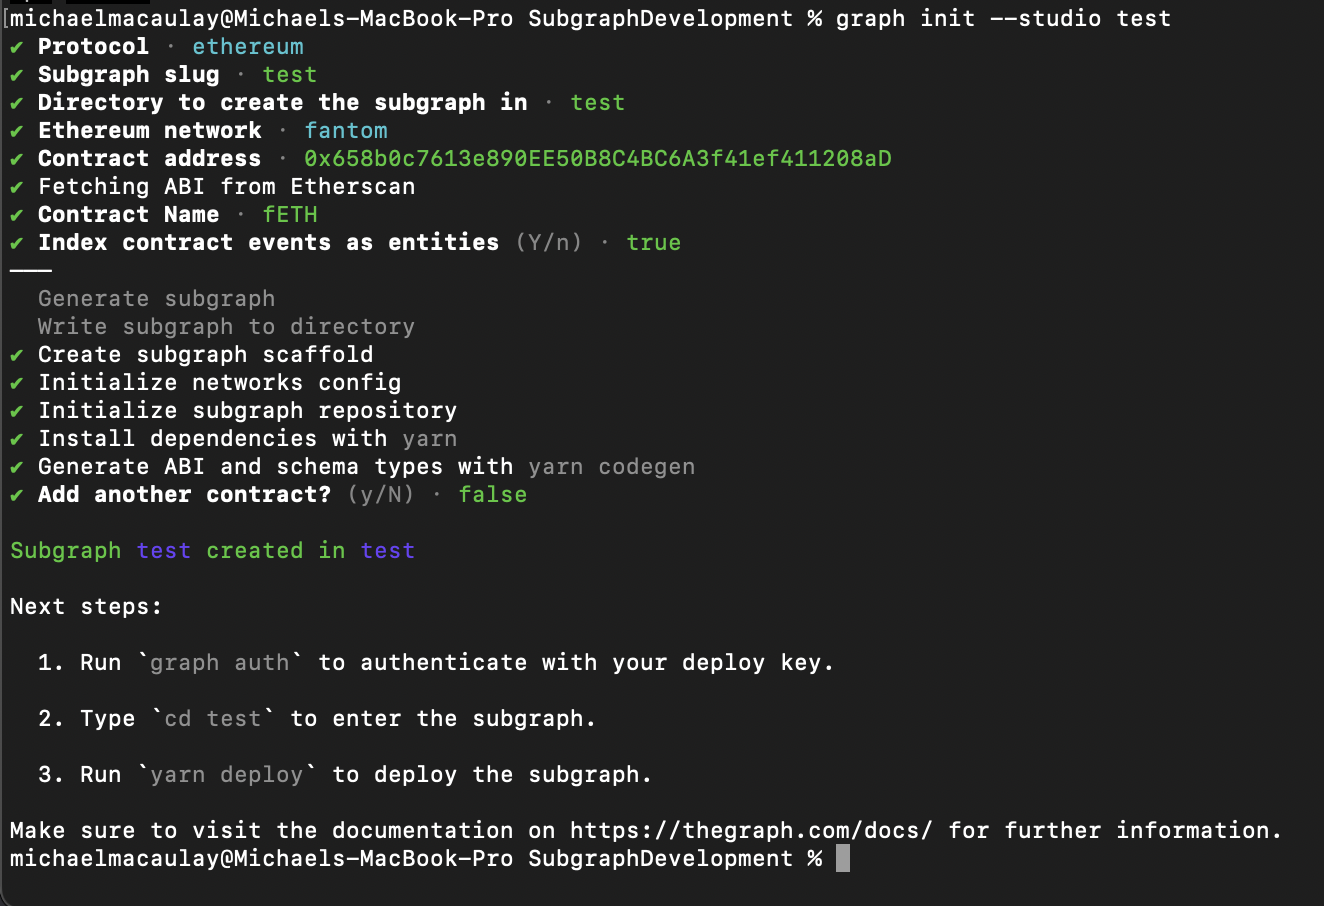 [michaelmacaulay@Michaels-MacBook-Pro SubgraphDevelopment % graph init --studio test
✔ Protocol · ethereum
✔ Subgraph slug · test
✔ Directory to create the subgraph in · test
✔ Ethereum network · fantom
✔ Contract address · 0x658b0c7613e890EE50B8C4BC6A3f41ef411208aD
✔ Fetching ABI from Etherscan
✔ Contract Name · fETH
✔ Index contract events as entities (Y/n) · true
———
Generate subgraph
Write subgraph to directory
✔ Create subgraph scaffold
✔ Initialize networks config
✔ Initialize subgraph repository
✔ Install dependencies with yarn
✔ Generate ABI and schema types with yarn codegen
✔ Add another contract? (y/N) · false
Subgraph test created in test
Next steps:
1. Run `graph auth` to authenticate with your deploy key.
2. Type `cd test` to enter the subgraph.
3. Run `yarn deploy` to deploy the subgraph.
Make sure to visit the documentation on https://thegraph.com/docs/ for further information.
michaelmacaulay@Michaels-MacBook-Pro SubgraphDevelopment %